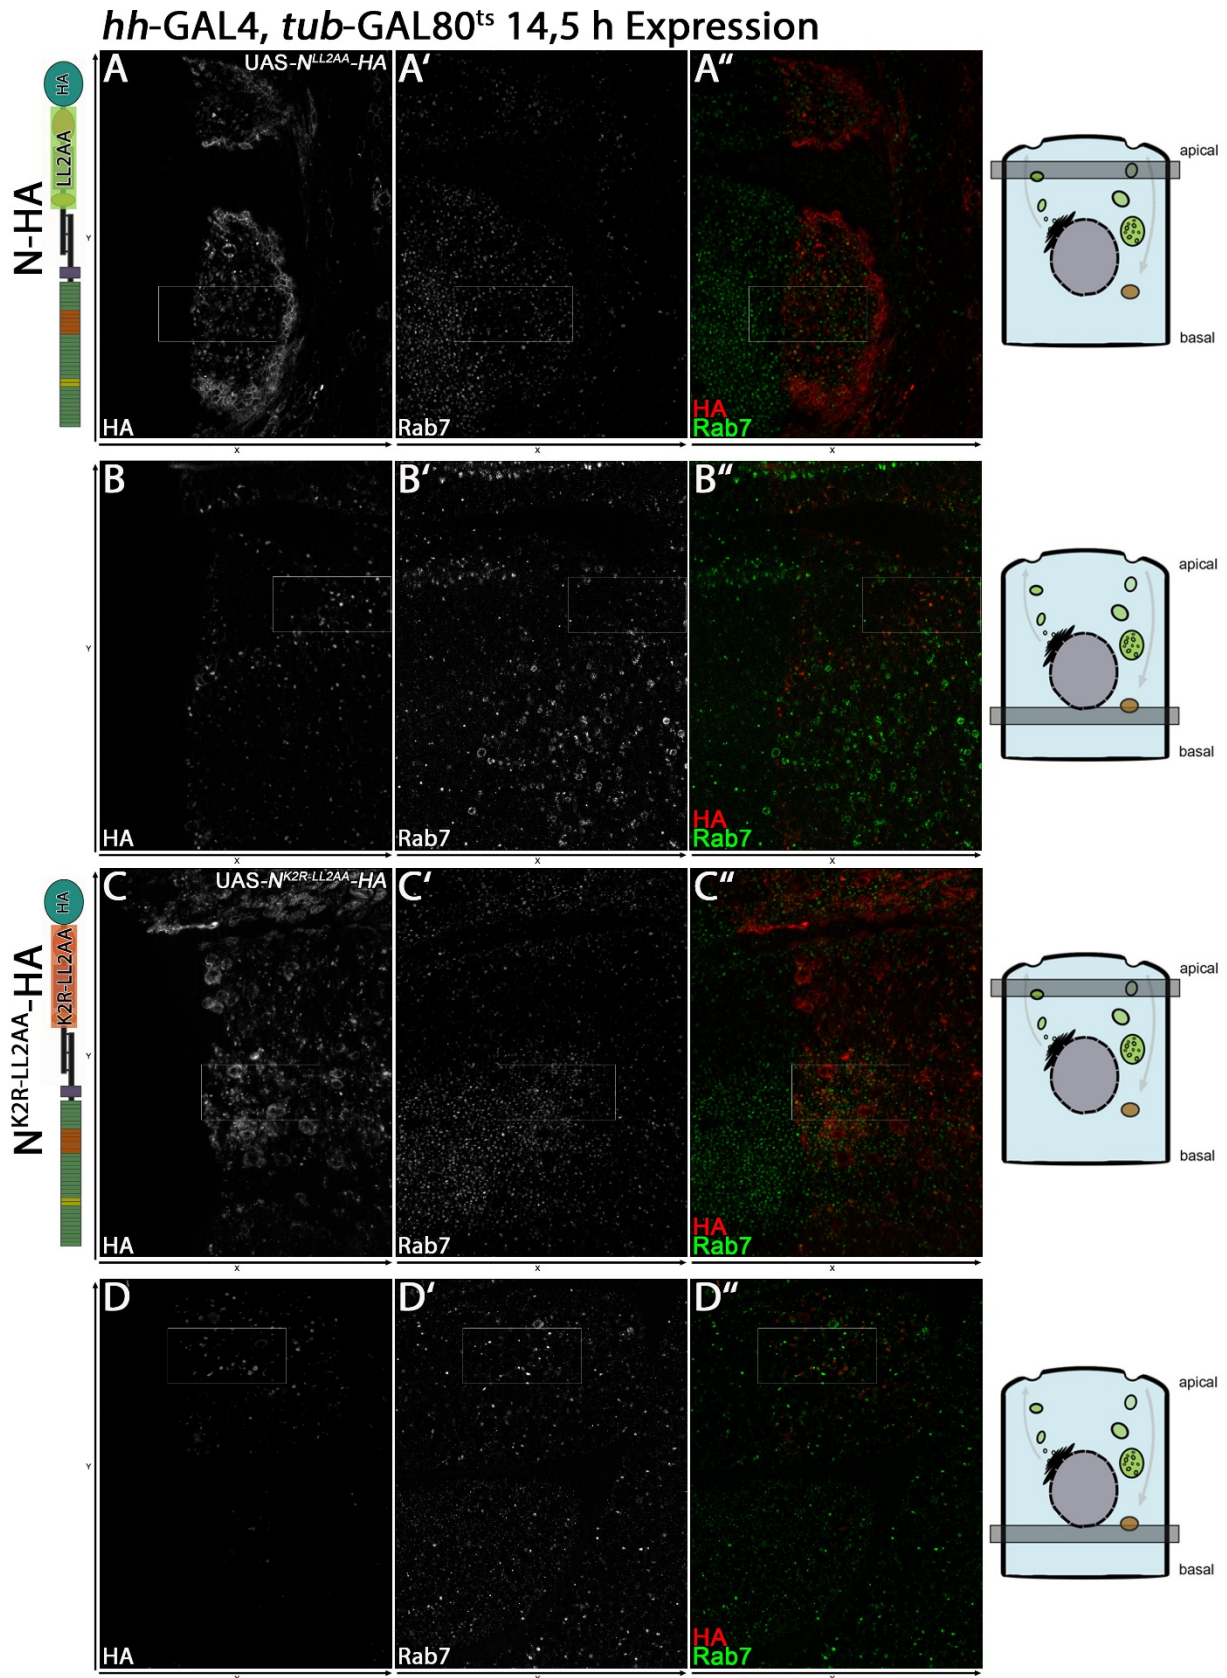 hh-GAL4, tub-GAL80ts 14,5 h Expression
N-HA
HA
LL2AA
A
UAS-NLL2AA-HA
HA
A‘
Rab7
A“
HA
Rab7
apical
basal
Y
x
x
x
B
HA
B‘
Rab7
B“
HA
Rab7
apical
basal
Y
x
x
x
NK2R-LL2AA-HA
HA
K2R-LL2AA
C
UAS-NK2R-LL2AA-HA
HA
C‘
Rab7
C“
HA
Rab7
apical
basal
Y
x
x
x
D
HA
D‘
Rab7
D“
HA
Rab7
apical
basal
Y
x
x
x